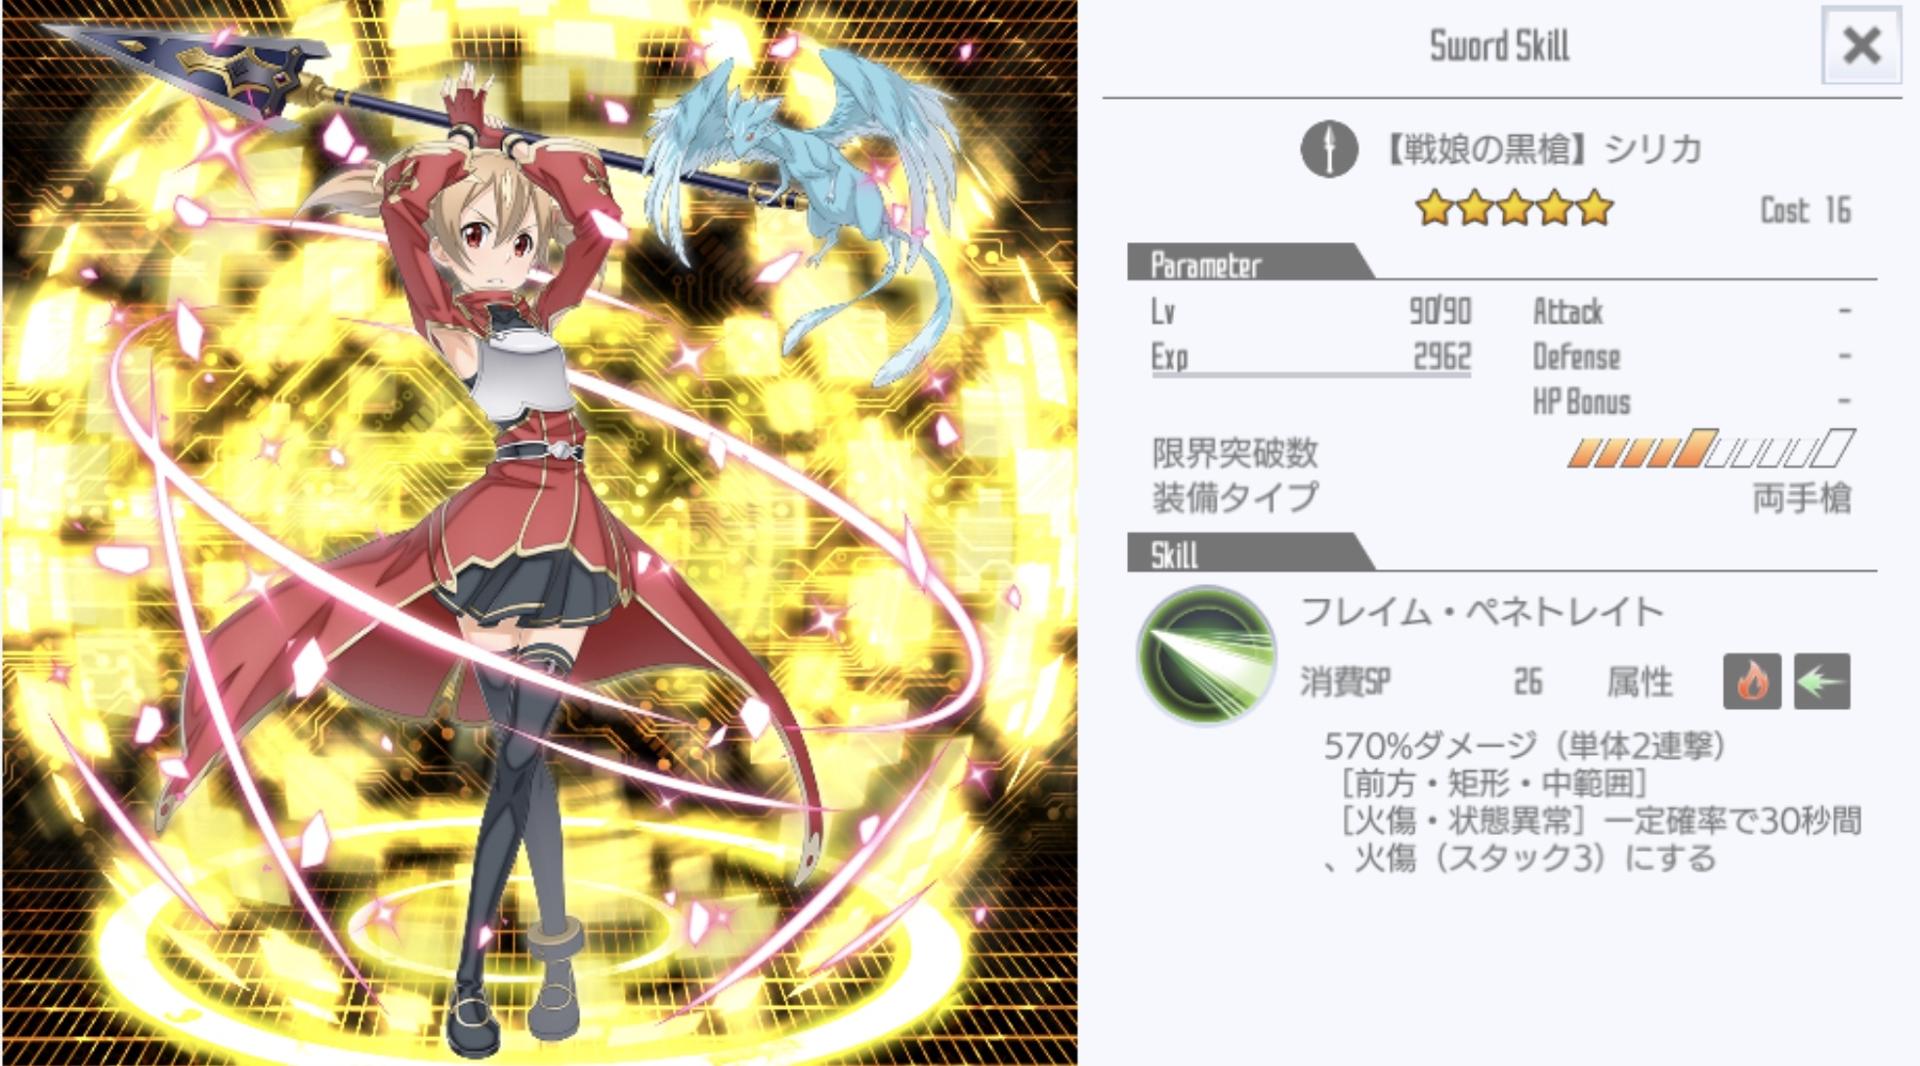 Sword Skill
【戦娘の黒槍】シリカ
Cost 16
Parameter
Lv 90/90 Attack -
Exp 2962 Defense -
HP Bonus -
限界突破数
装備タイプ 両手槍
Skill
フレイム・ペネトレイト
消費SP 26 属性
570%ダメージ（単体2連撃）
［前方・矩形・中範囲］
［火傷・状態異常］一定確率で30秒間
、火傷（スタック3）にする